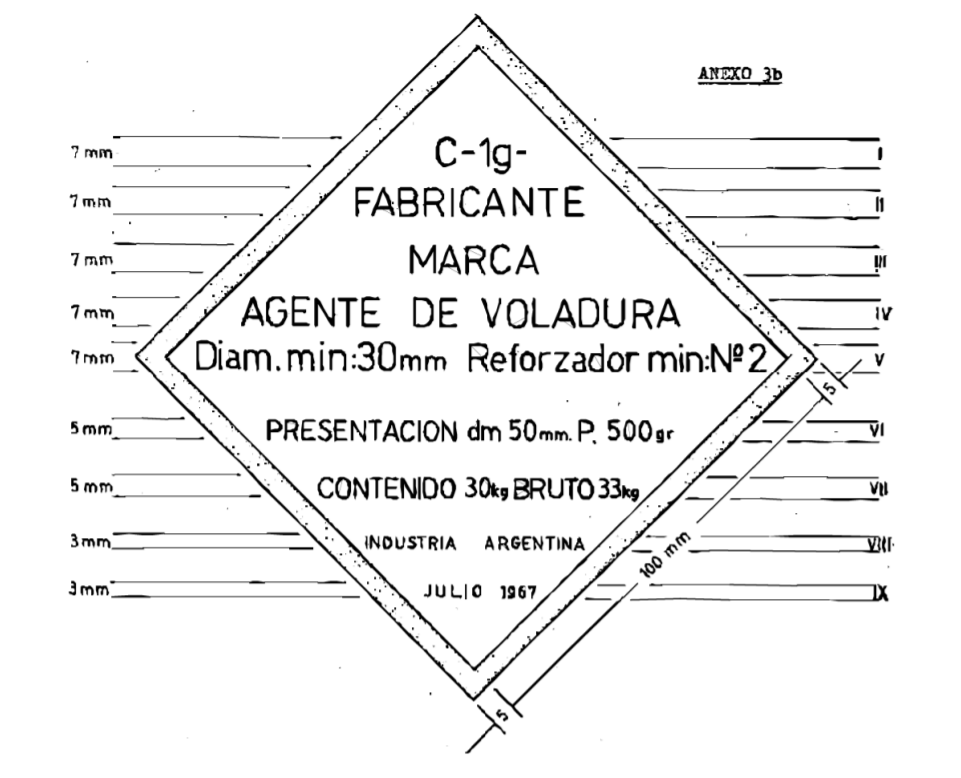 ANEXO 3b
7 mm C-1g- I
7 mm FABRICANTE II
7 mm MARCA III
7 mm AGENTE DE VOLADURA IV
7 mm Diam. min:30mm Reforzador min:Nº2 V
5
5 mm PRESENTACION dm 50mm. P. 500gr VI
5 mm CONTENIDO 30kg BRUTO 33kg VII
3 mm INDUSTRIA ARGENTINA VIII
100 mm
3 mm JULIO 1967 IX
5